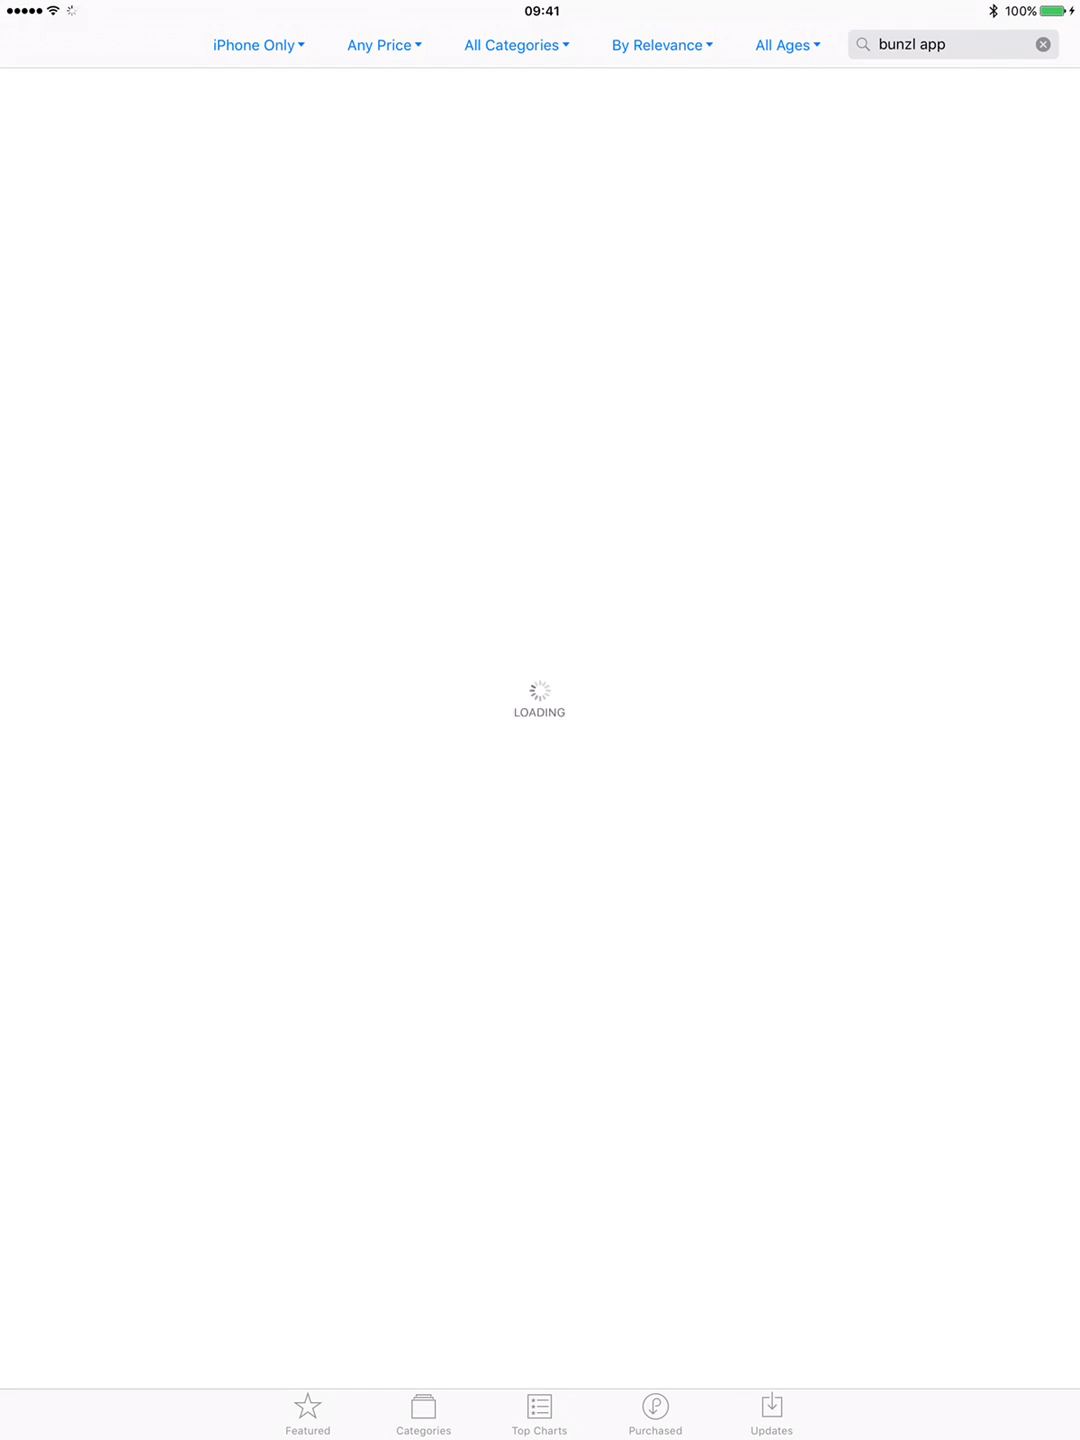 09:41
100%
iPhone Only
Any Price
All Categories
By Relevance
All Ages
bunzl app
LOADING
Featured
Categories
Top Charts
Purchased
Updates